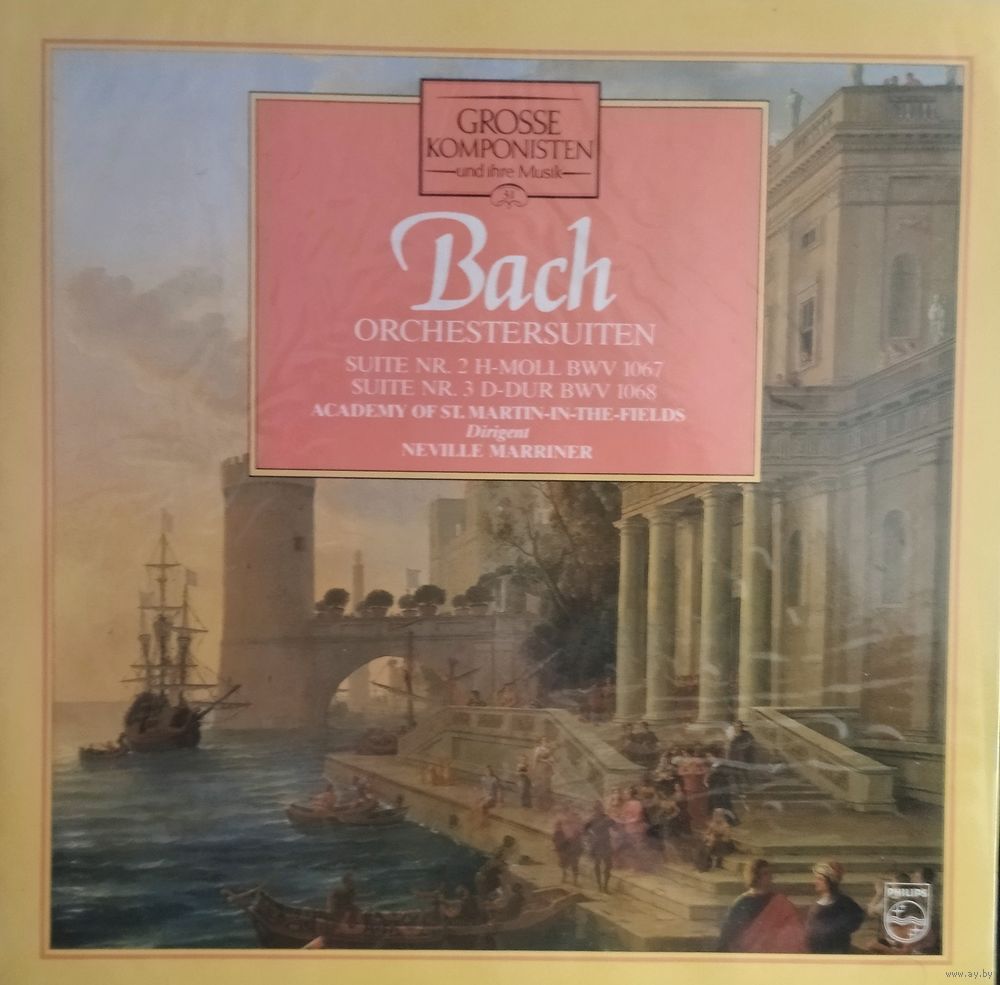 GROSSE
KOMPONISTEN
und ihre Musik
31
Bach
ORCHESTERSUITEN
SUITE NR. 2 H-MOLL BWV 1067
SUITE NR. 3 D-DUR BWV 1068
ACADEMY OF ST. MARTIN-IN-THE-FIELDS
Dirigent
NEVILLE MARRINER
PHILIPS
www.ay.by